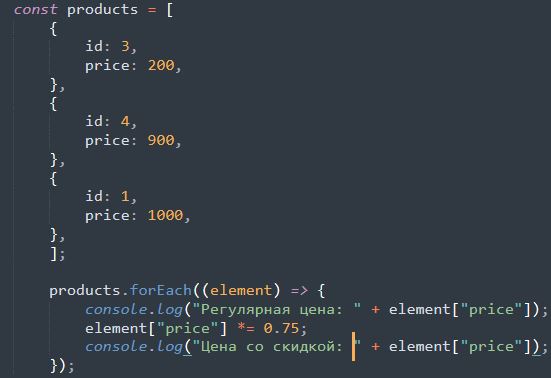 const products = [
{
id: 3,
price: 200,
},
{
id: 4,
price: 900,
},
{
id: 1,
price: 1000,
},
];
products.forEach((element) => {
console.log("Регулярная цена: " + element["price"]);
element["price"] *= 0.75;
console.log("Цена со скидкой: " + element["price"]);
});